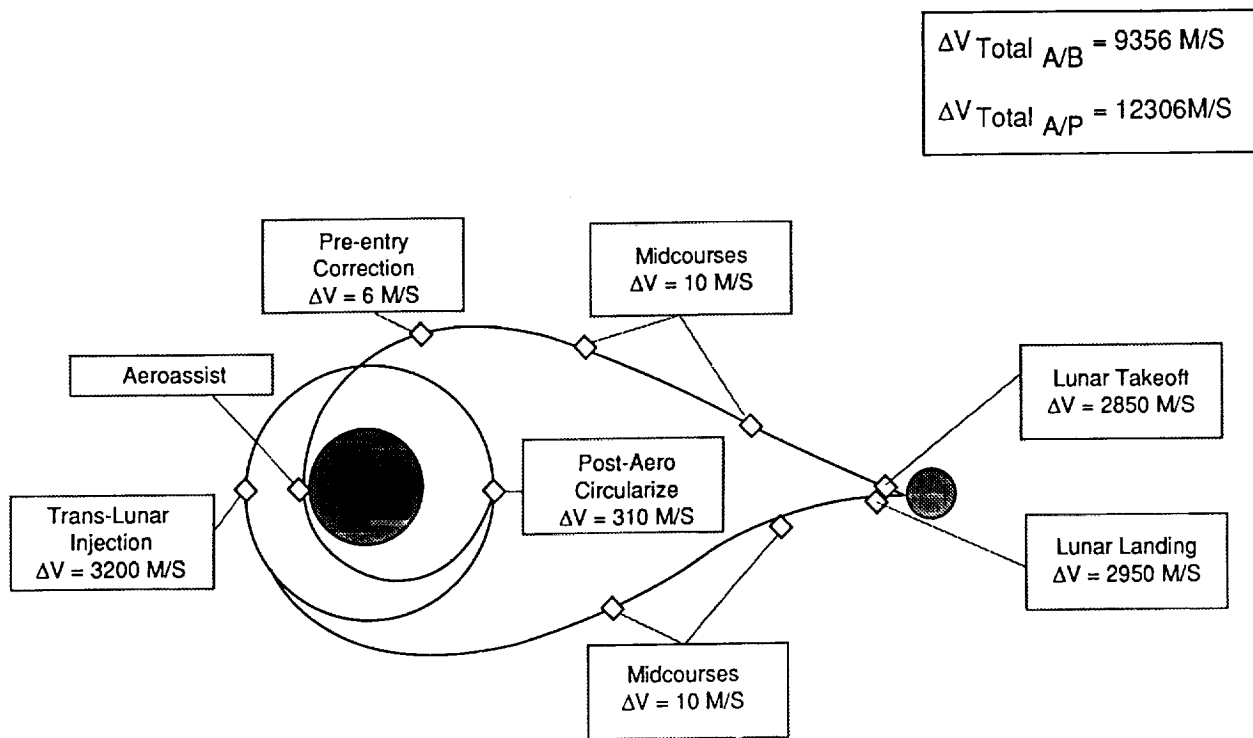 ΔV Total A/B = 9356 M/S
ΔV Total A/P = 12306M/S
Pre-entry
Correction
ΔV = 6 M/S
Midcourses
ΔV = 10 M/S
Aeroassist
Lunar Takeoff
ΔV = 2850 M/S
Post-Aero
Circularize
ΔV = 310 M/S
Trans-Lunar
Injection
ΔV = 3200 M/S
Lunar Landing
ΔV = 2950 M/S
Midcourses
ΔV = 10 M/S